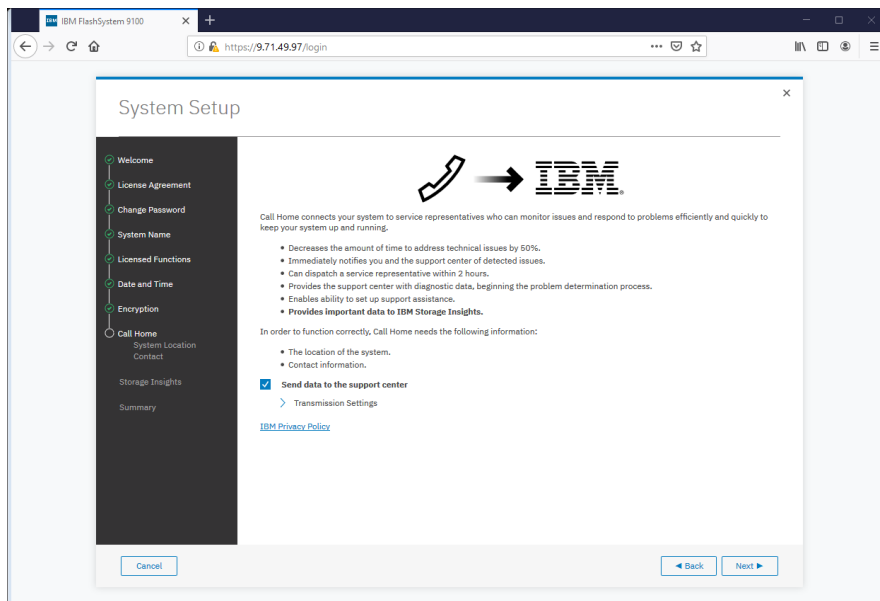 IBM FlashSystem 9100
https://9.71.49.97/login
System Setup
Welcome
License Agreement
Change Password
System Name
Licensed Functions
Date and Time
Encryption
Call Home
System Location
Contact
Storage Insights
Summary
IBM
Call Home connects your system to service representatives who can monitor issues and respond to problems efficiently and quickly to
keep your system up and running.
• Decreases the amount of time to address technical issues by 50%.
• Immediately notifies you and the support center of detected issues.
• Can dispatch a service representative within 2 hours.
• Provides the support center with diagnostic data, beginning the problem determination process.
• Enables ability to set up support assistance.
• Provides important data to IBM Storage Insights.
In order to function correctly, Call Home needs the following information:
• The location of the system.
• Contact information.
Send data to the support center
Transmission Settings
IBM Privacy Policy
Cancel
Back
Next